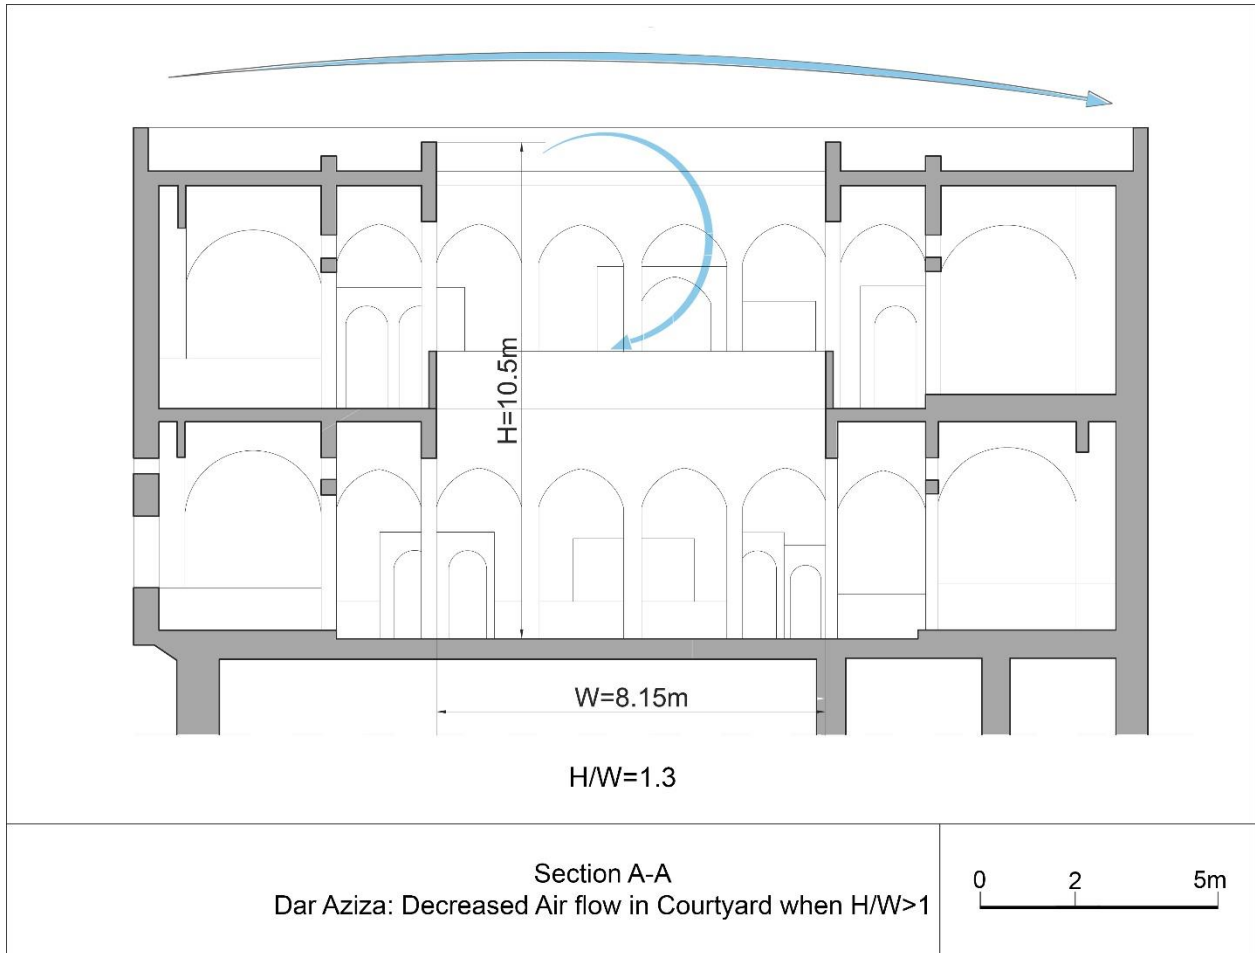 H=10.5m
W=8.15m
H/W=1.3
Section A-A
Dar Aziza: Decreased Air flow in Courtyard when H/W>1
0 2 5m